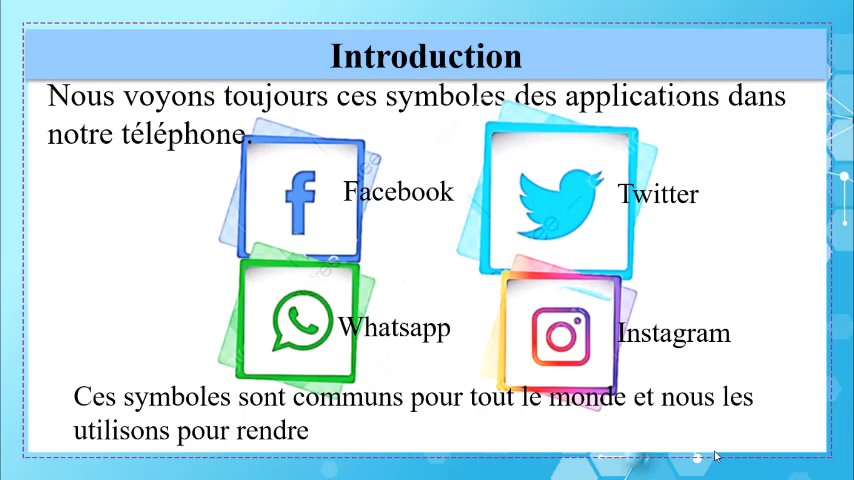 Introduction
Nous voyons toujours ces symboles des applications dans
notre téléphone.
Facebook
Twitter
Whatsapp
Instagram
Ces symboles sont communs pour tout le monde et nous les
utilisons pour rendre